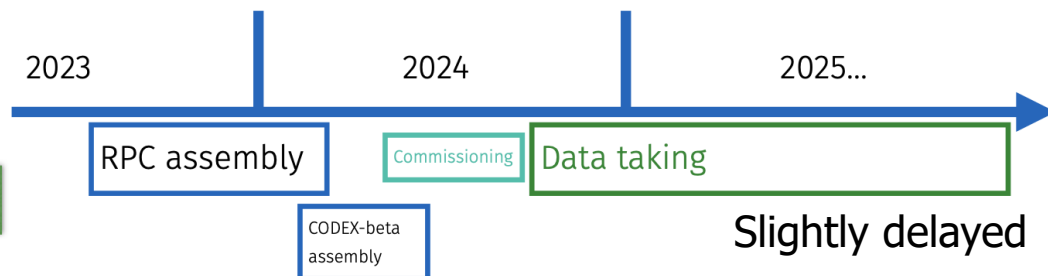 2023
2024
2025...
RPC assembly
Commissioning
Data taking
CODEX-beta
assembly
Slightly delayed